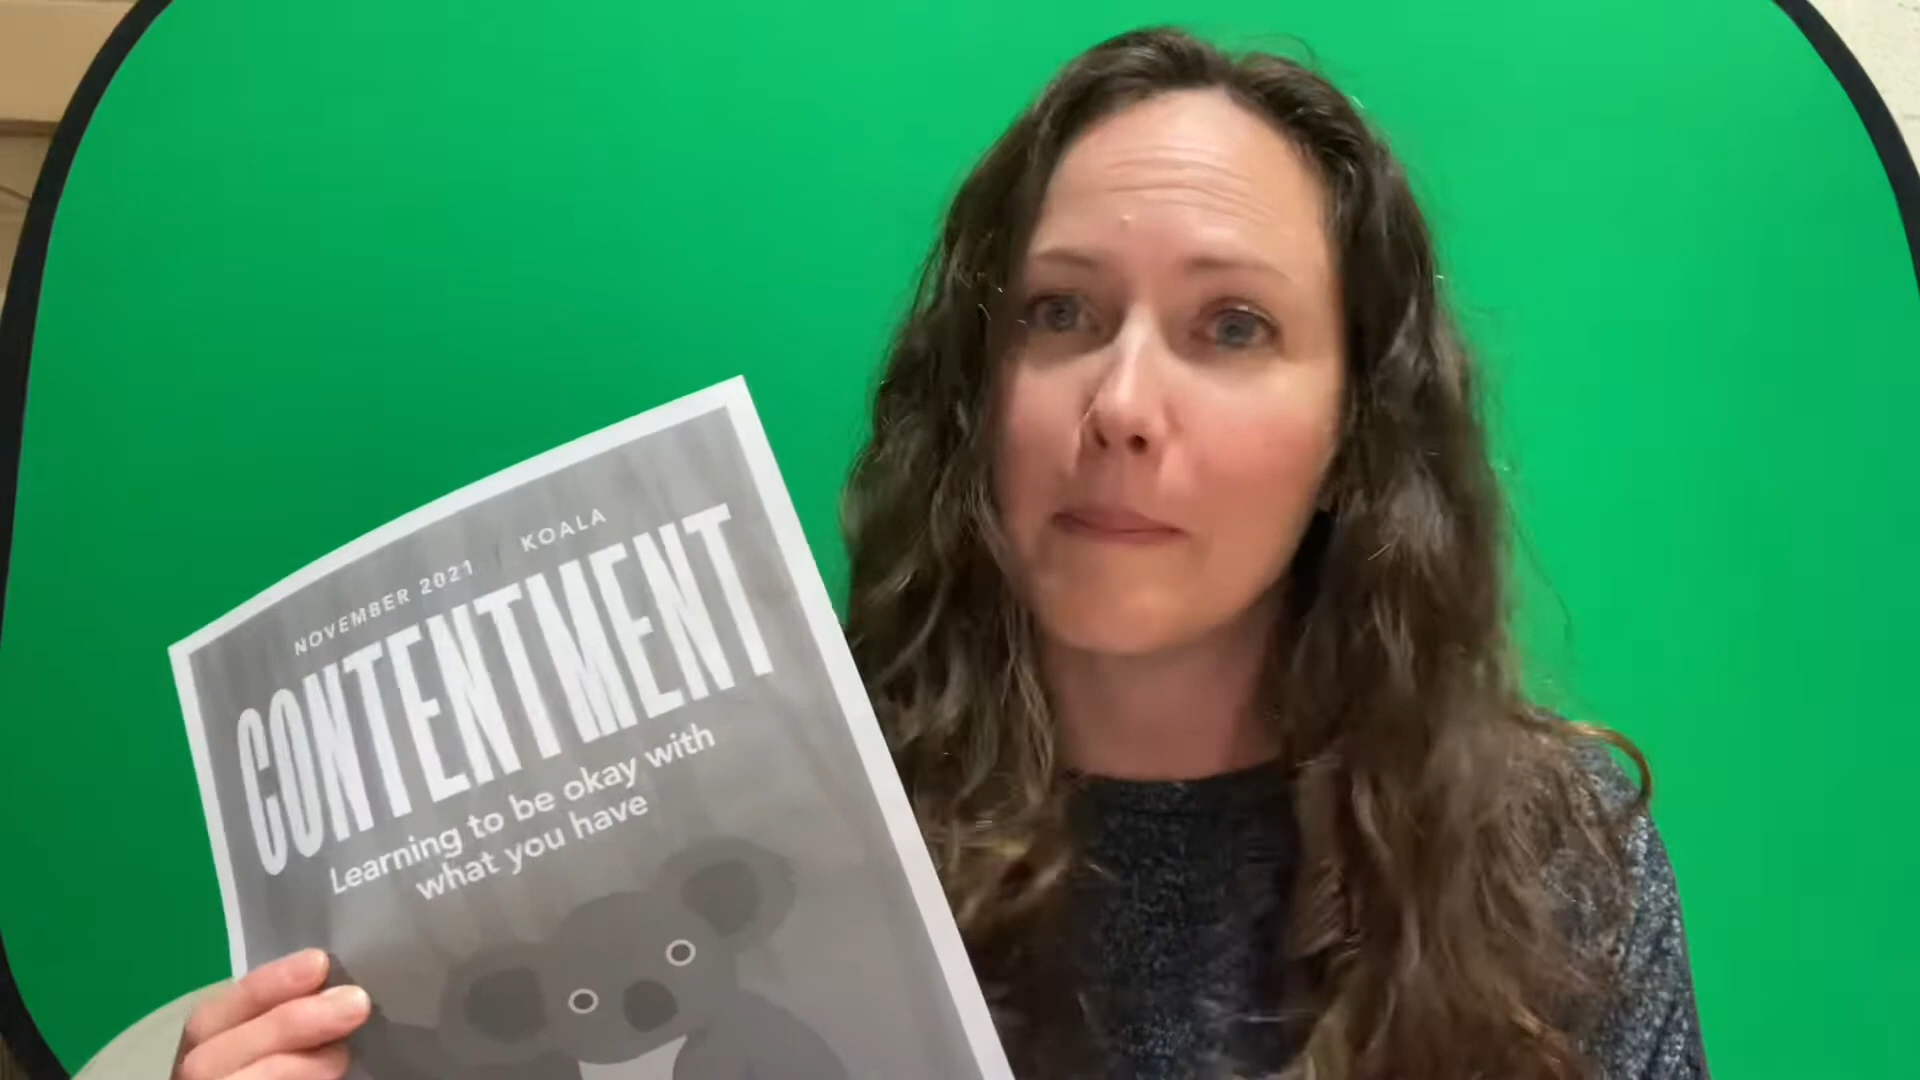 NOVEMBER 2021 / KOALA
CONTENTMENT
Learning to be okay with
what you have